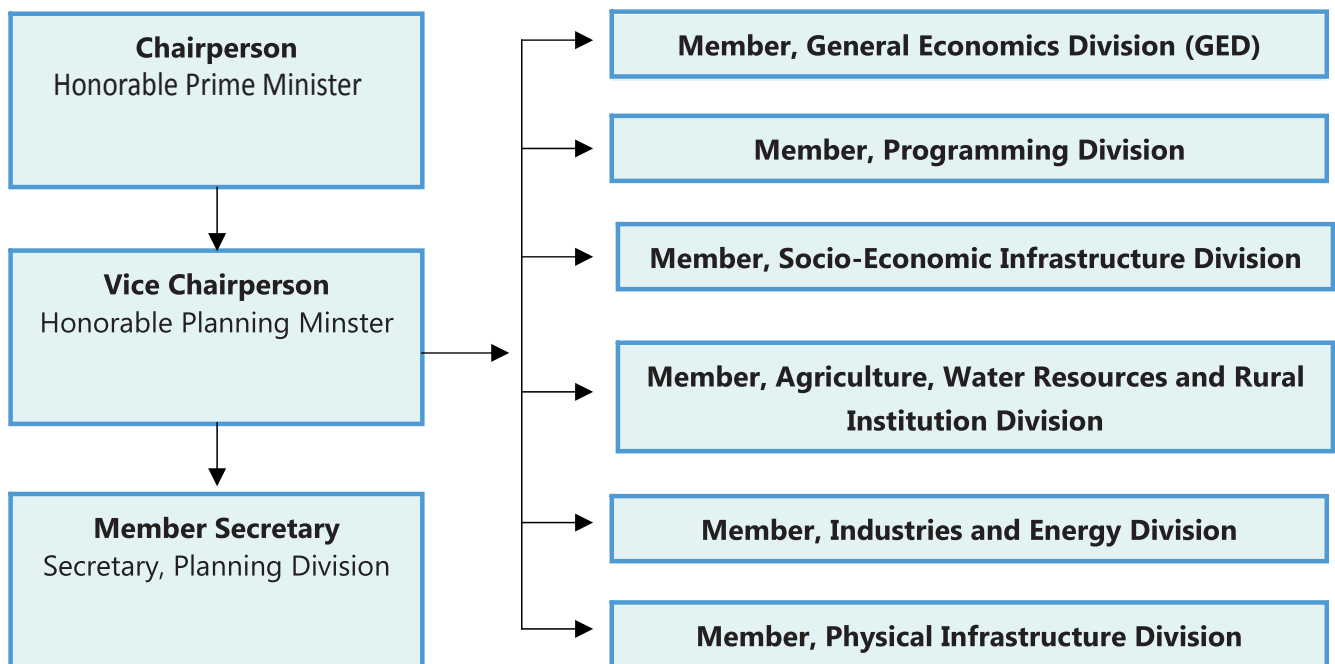 Chairperson
Honorable Prime Minister
Vice Chairperson
Honorable Planning Minster
Member Secretary
Secretary, Planning Division
Member, General Economics Division (GED)
Member, Programming Division
Member, Socio-Economic Infrastructure Division
Member, Agriculture, Water Resources and Rural
Institution Division
Member, Industries and Energy Division
Member, Physical Infrastructure Division